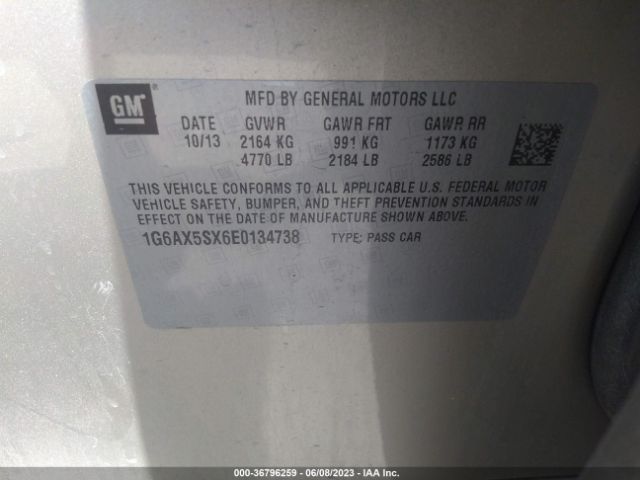 GM
MFD BY GENERAL MOTORS LLC
DATE GVWR GAWR FRT GAWR RR
10/13 2164 KG 991 KG 1173 KG
4770 LB 2184 LB 2586 LB
THIS VEHICLE CONFORMS TO ALL APPLICABLE U.S. FEDERAL MOTOR
VEHICLE SAFETY, BUMPER, AND THEFT PREVENTION STANDARDS IN
EFFECT ON THE DATE OF MANUFACTURE SHOWN ABOVE.
1G6AX5SX6E0134738 TYPE: PASS CAR
000-36796259 - 06/08/2023 - IAA Inc.